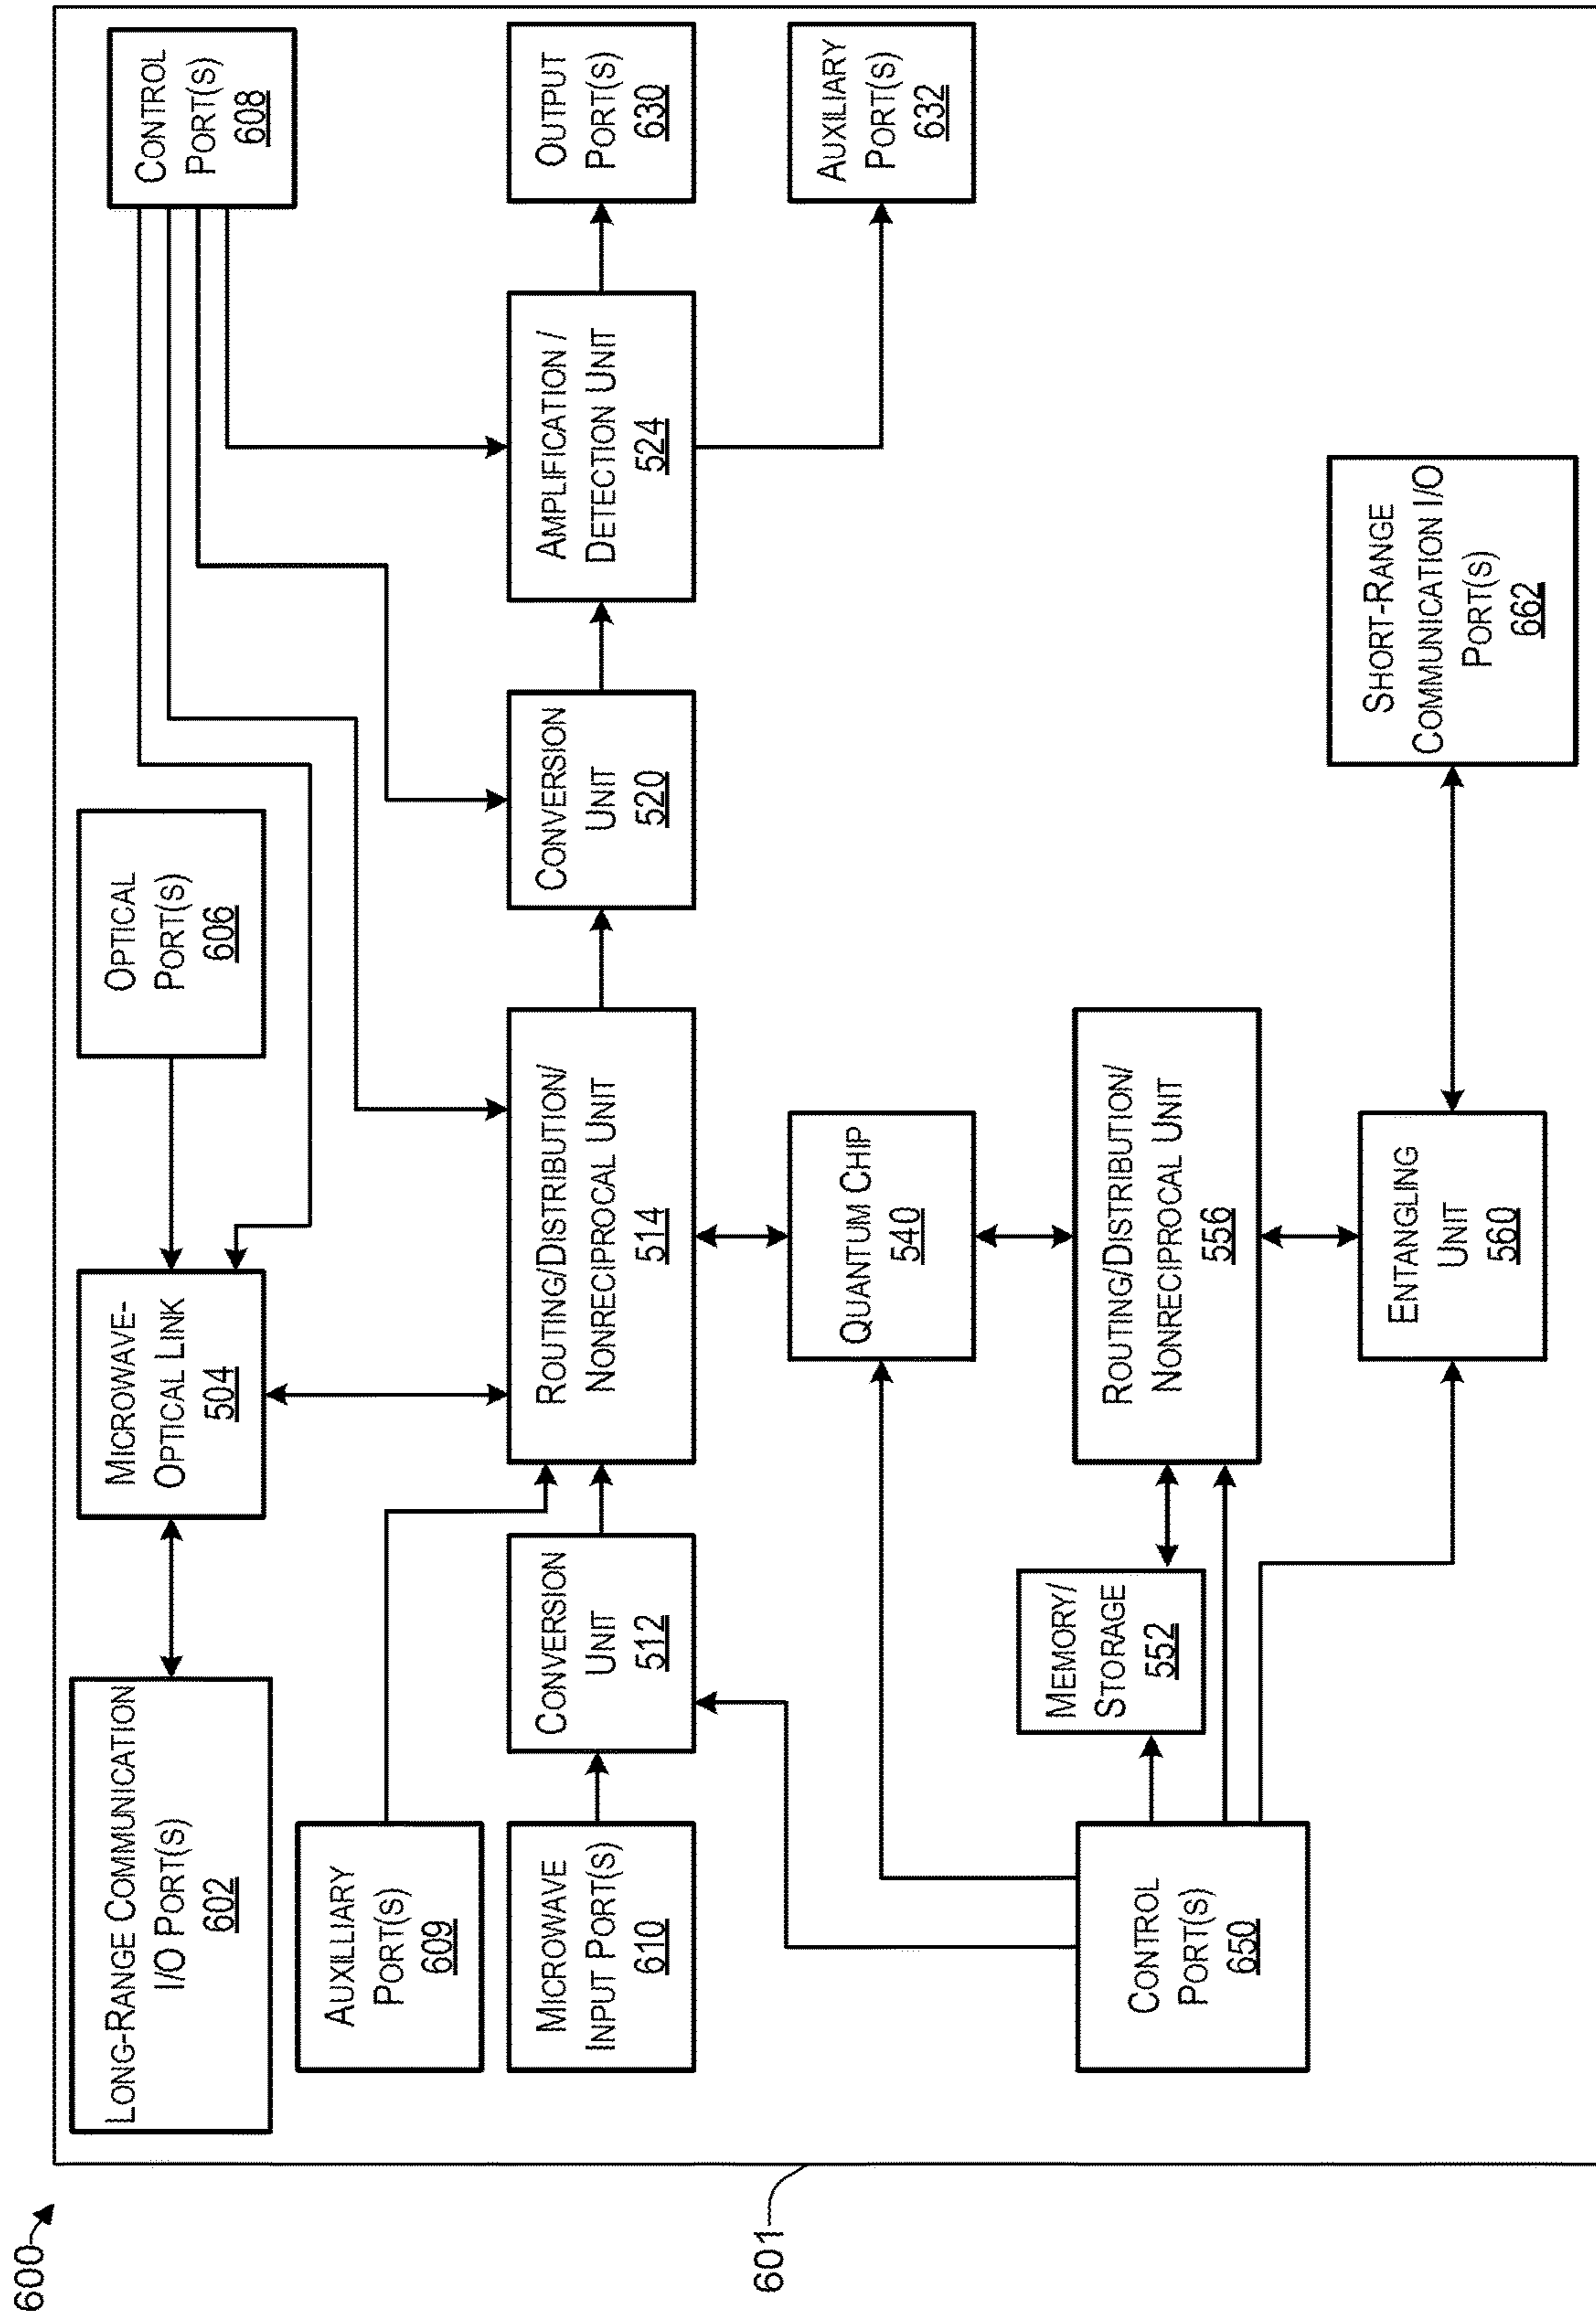 600
601
LONG-RANGE COMMUNICATION
I/O PORT(S)
602
MICROWAVE-
OPTICAL LINK
504
OPTICAL
PORT(S)
606
CONTROL
PORT(S)
608
AUXILLIARY
PORT(S)
609
MICROWAVE
INPUT PORT(S)
610
CONVERSION
UNIT
512
ROUTING/DISTRIBUTION/
NONRECIPROCAL UNIT
514
CONVERSION
UNIT
520
AMPLIFICATION /
DETECTION UNIT
524
OUTPUT
PORT(S)
630
QUANTUM CHIP
540
AUXILIARY
PORT(S)
632
CONTROL
PORT(S)
650
MEMORY/
STORAGE
552
ROUTING/DISTRIBUTION/
NONRECIPROCAL UNIT
556
ENTANGLING
UNIT
560
SHORT-RANGE
COMMUNICATION I/O
PORT(S)
662